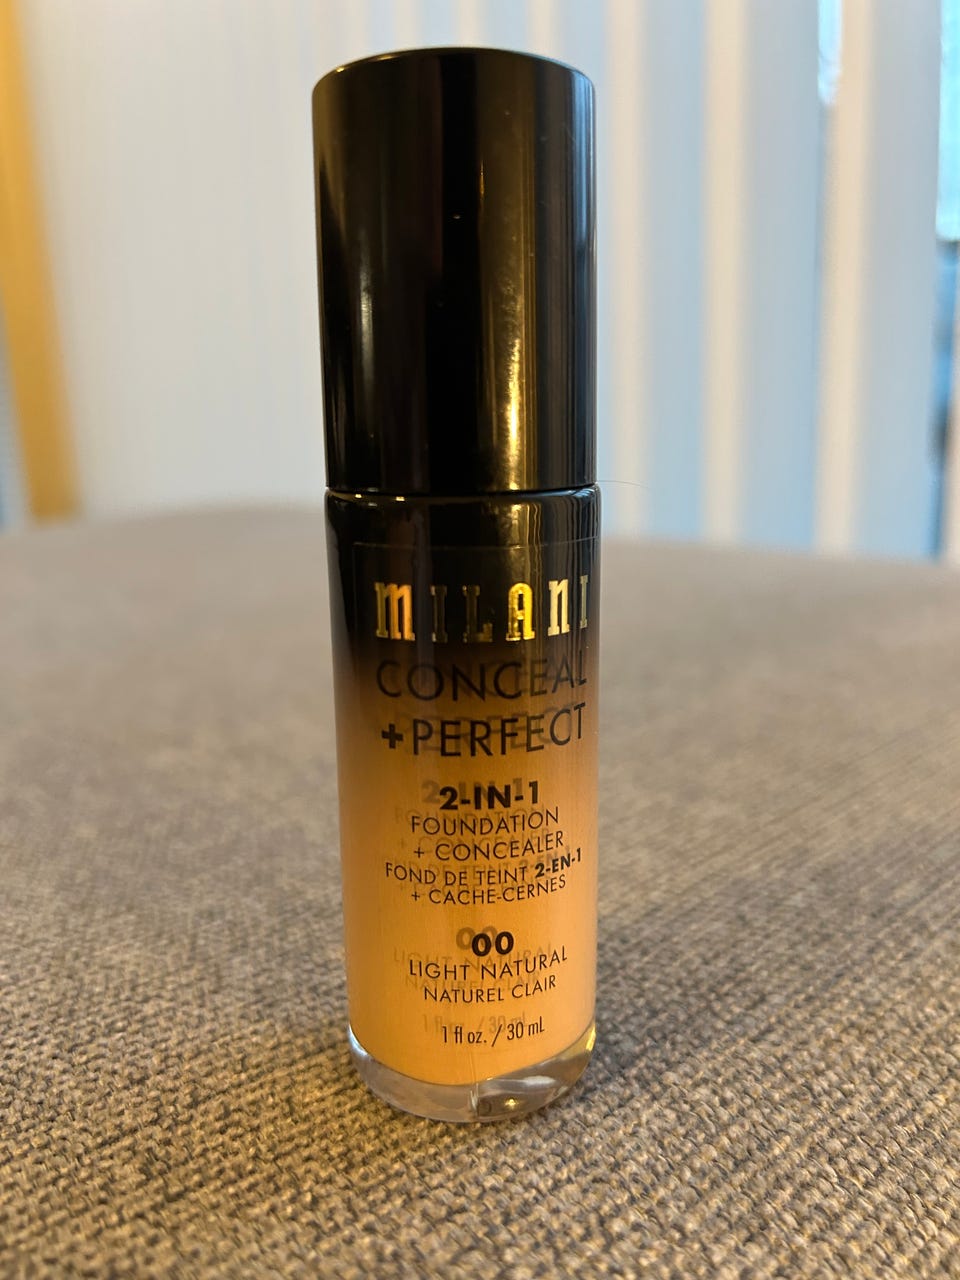 MILANI
CONCEAL
+PERFECT
2-IN-1
FOUNDATION
+ CONCEALER
FOND DE TEINT 2-EN-1
+ CACHE-CERNES
00
LIGHT NATURAL
NATUREL CLAIR
1 fl oz. / 30 mL